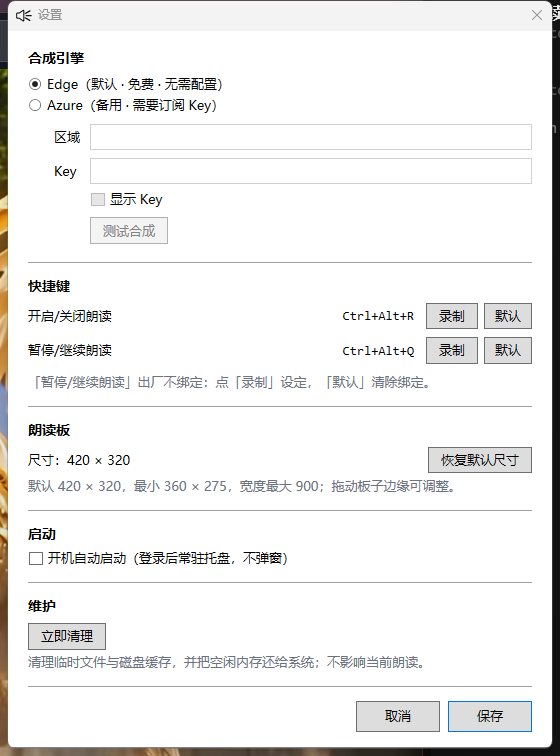 设置
合成引擎
Edge（默认 · 免费 · 无需配置）
Azure（备用 · 需要订阅 Key）
区域
Key
显示 Key
测试合成
快捷键
开启/关闭朗读 Ctrl+Alt+R 录制 默认
暂停/继续朗读 Ctrl+Alt+Q 录制 默认
「暂停/继续朗读」出厂不绑定：点「录制」设定，「默认」清除绑定。
朗读板
尺寸：420 × 320 恢复默认尺寸
默认 420 × 320，最小 360 × 275，宽度最大 900；拖动板子边缘可调整。
启动
开机自动启动（登录后常驻托盘，不弹窗）
维护
立即清理
清理临时文件与磁盘缓存，并把空闲内存还给系统；不影响当前朗读。
取消 保存